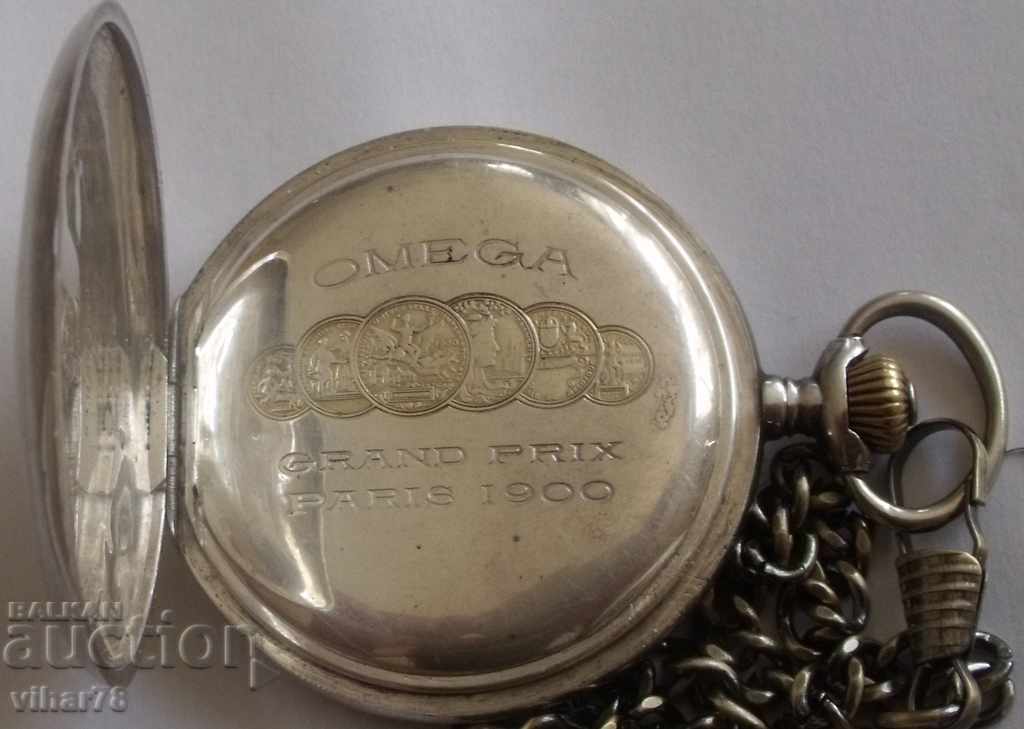 OMEGA
GRAND PRIX
PARIS 1900
BALKAN
auction
vihar78